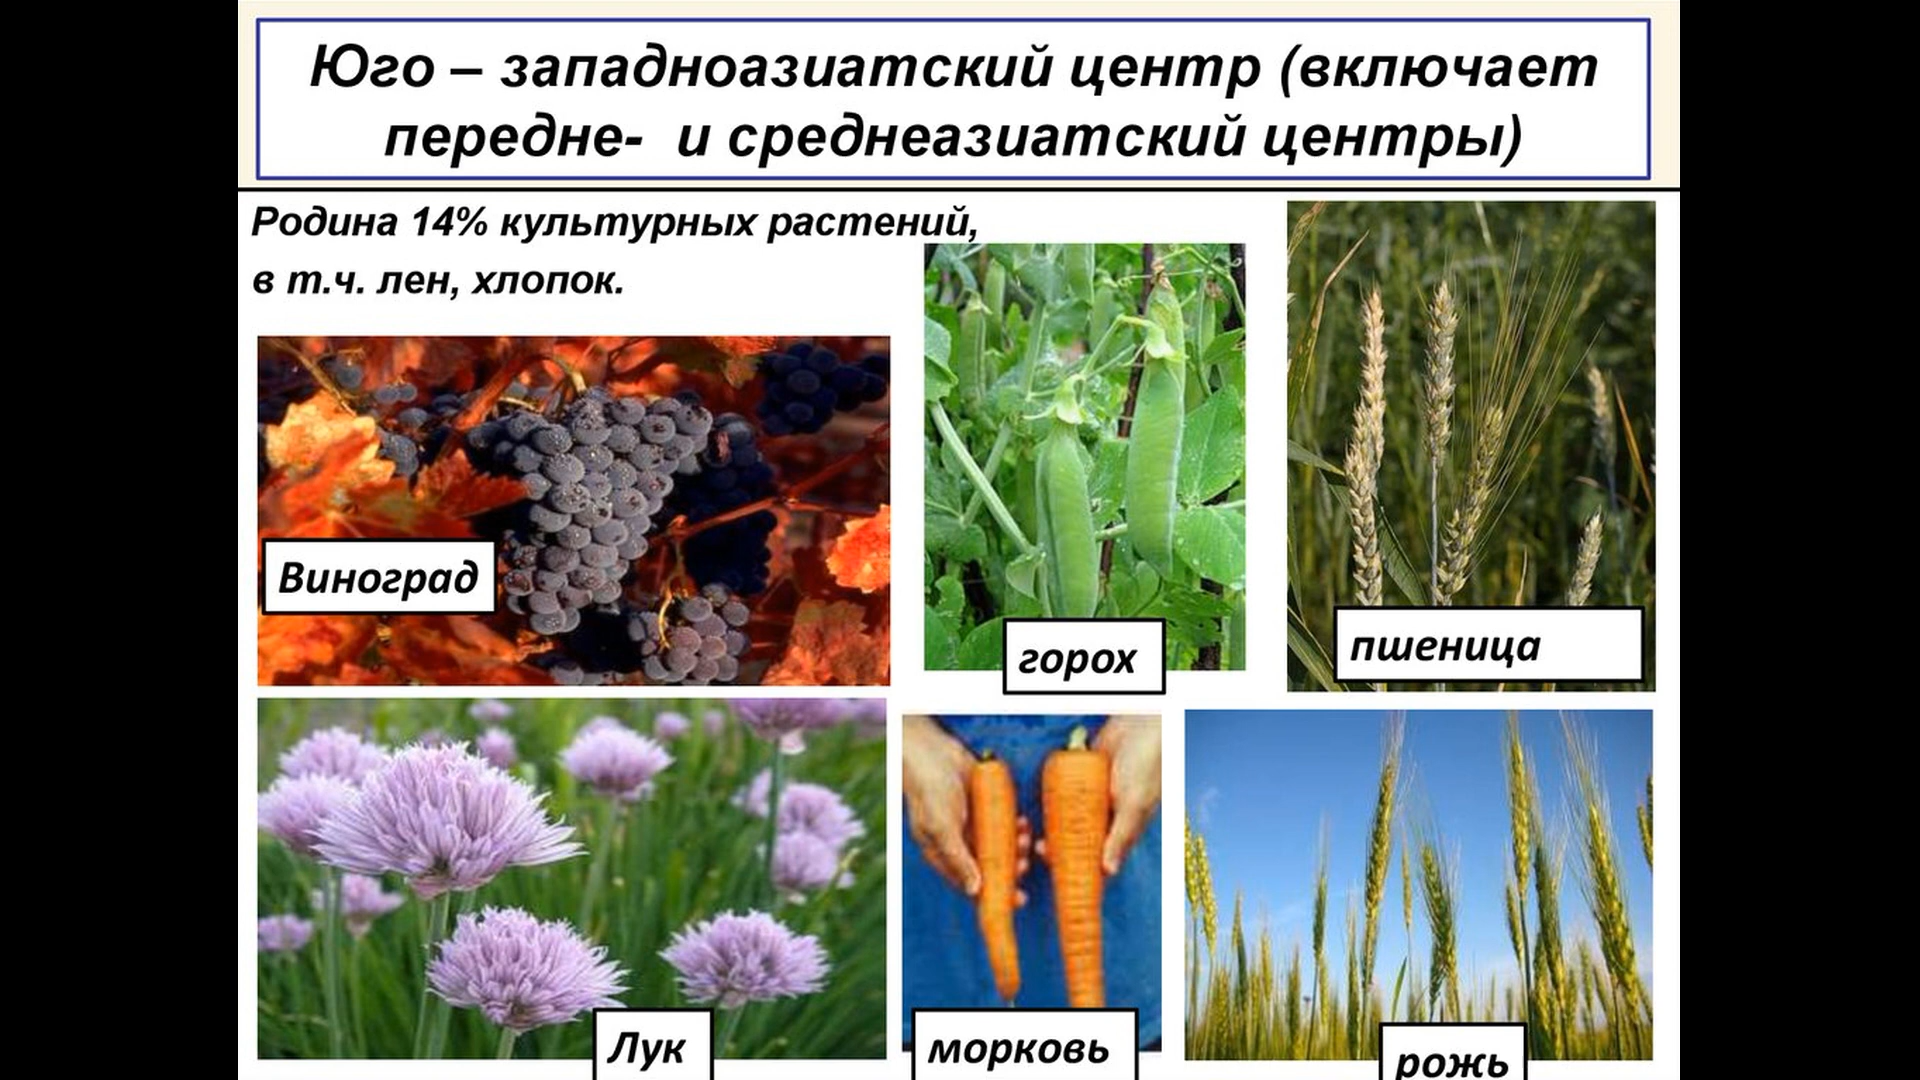 Юго – западноазиатский центр (включает
передне- и среднеазиатский центры)
Родина 14% культурных растений,
в т.ч. лен, хлопок.
Виноград
горох
пшеница
Лук
морковь
рожь